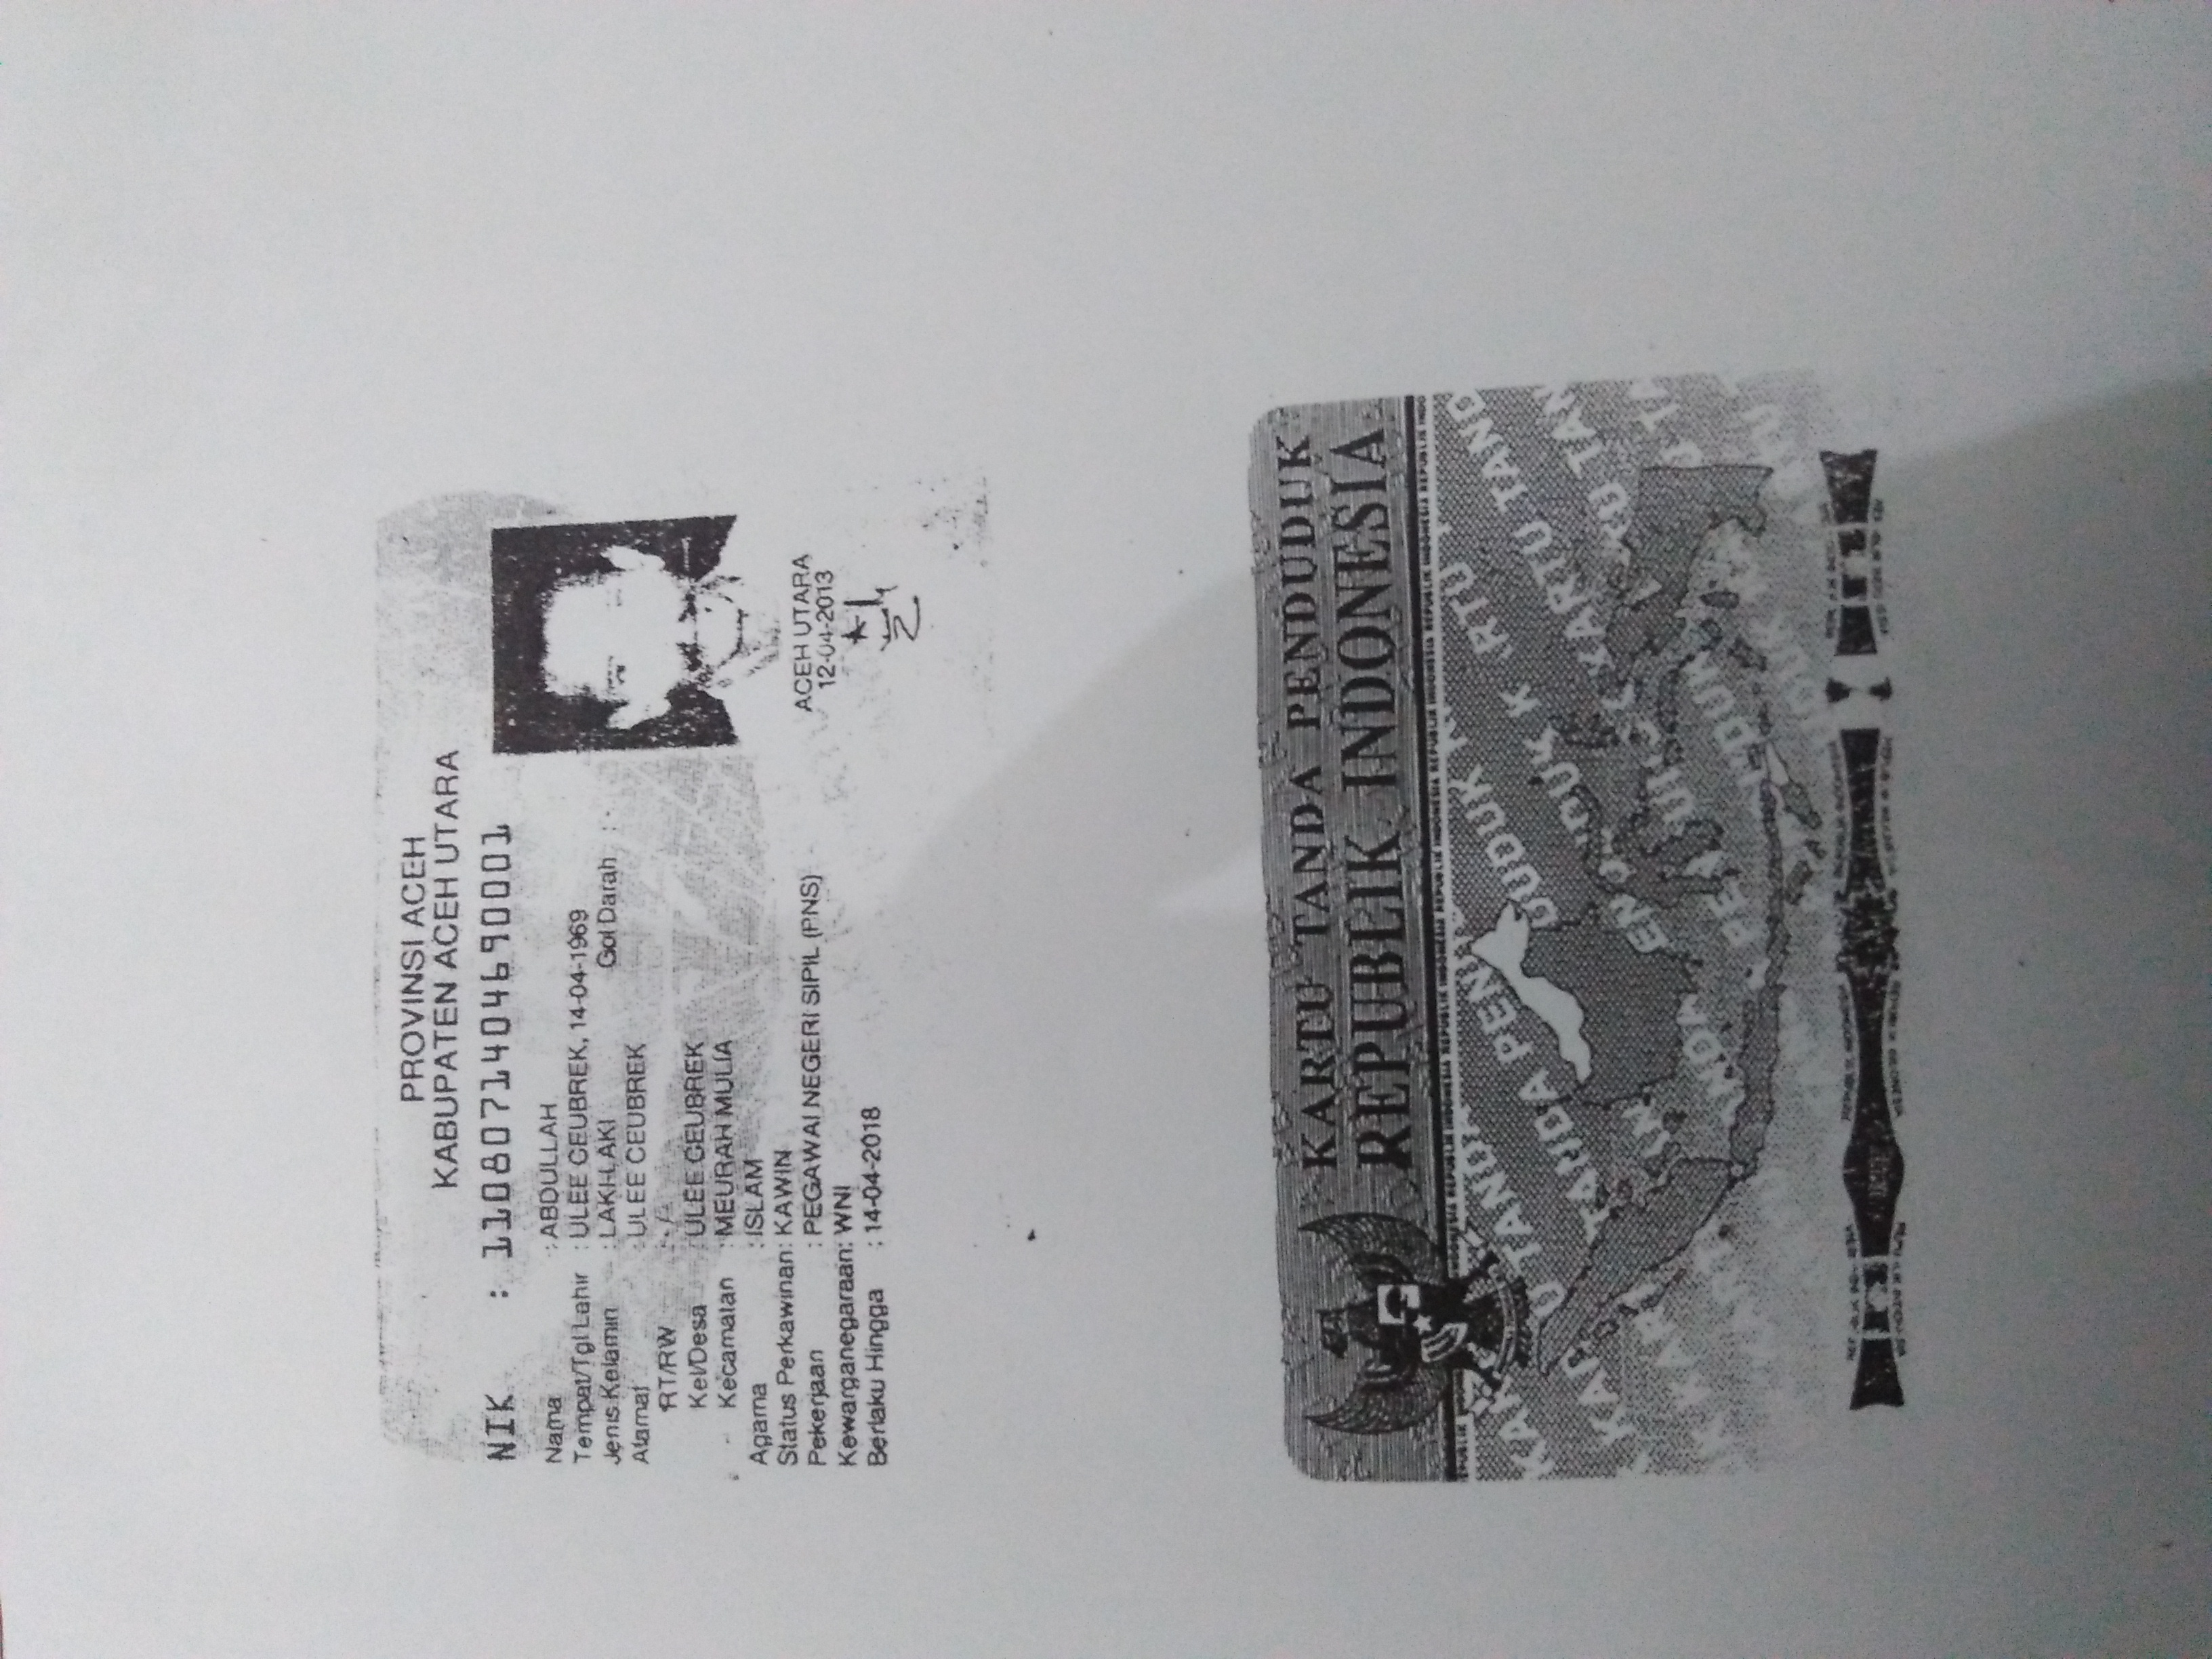 PROVINSI ACEH
KABUPATEN ACEH UTARA
NIK : 1108071404690001
Nama : ABDULLAH
Tempat/Tgl Lahir : ULEE CEUBREK, 14-04-1969
Jenis Kelamin : LAKI-LAKI Gol Darah :
Alamat : ULEE CEUBREK
RT/RW
Kel/Desa : ULEE CEUBREK
Kecamatan : MEURAH MULIA
Agama : ISLAM
Status Perkawinan : KAWIN
Pekerjaan : PEGAWAI NEGERI SIPIL (PNS)
Kewarganegaraan: WNI
Berlaku Hingga : 14-04-2018
ACEH UTARA
12-04-2013
KARTU TANDA PENDUDUK
REPUBLIK INDONESIA